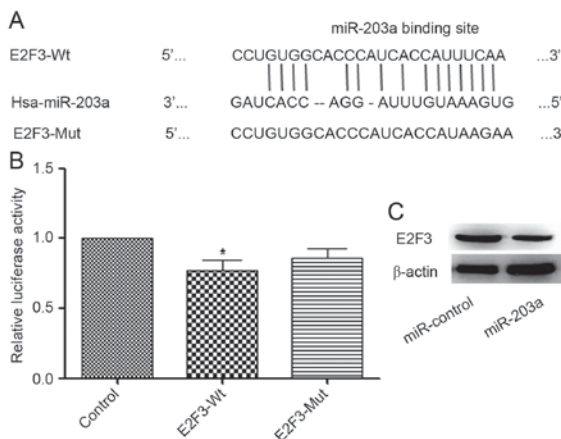 A
miR-203a binding site
E2F3-Wt 5'... CCUGUGGCACCCAUCACCAUUUCAA ...3'
Hsa-miR-203a 3'... GAUCACC -- AGG - AUUUGUAAAGUG ...5'
E2F3-Mut 5'... CCUGUGGCACCCAUCACCAUAAGAA ...3'
B
Relative luciferase activity
1.5
1.0
0.5
0.0
*
Control
E2F3-Wt
E2F3-Mut
C
E2F3
β-actin
miR-control
miR-203a